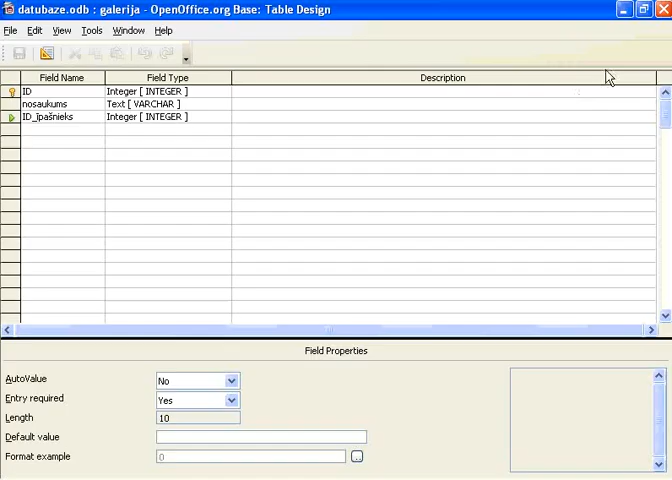 datubaze.odb : galerija - OpenOffice.org Base: Table Design
File Edit View Tools Window Help
Field Name Field Type Description
ID Integer [ INTEGER ]
nosaukums Text [ VARCHAR ]
ID_īpašnieks Integer [ INTEGER ]
Field Properties
AutoValue No
Entry required Yes
Length 10
Default value
Format example 0 ...